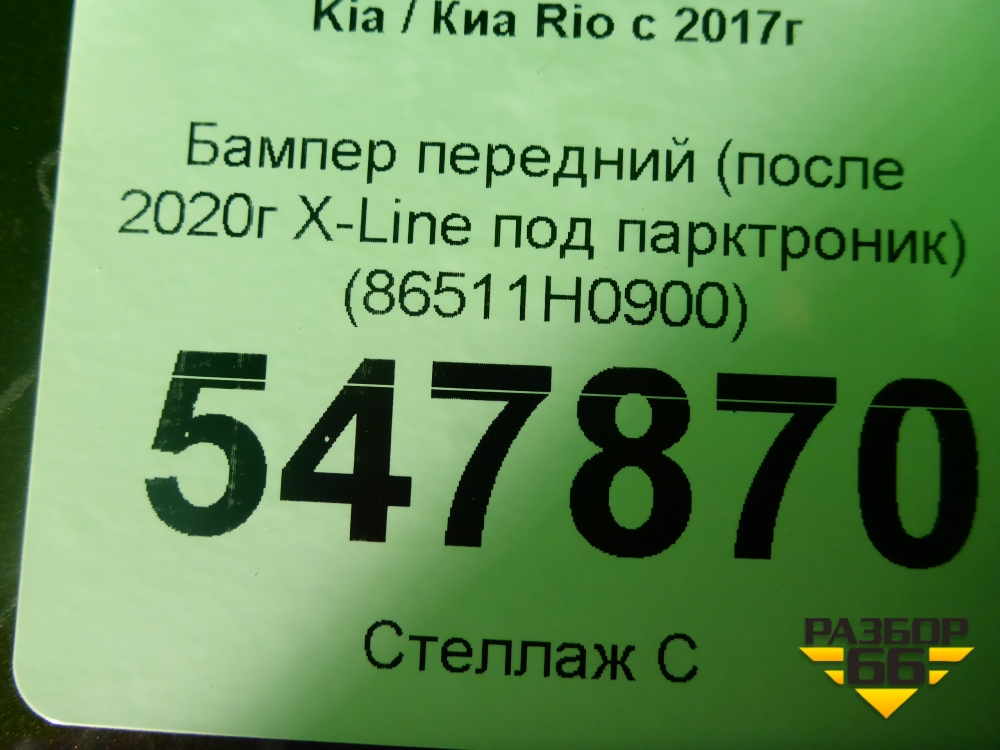 Kia / Киа Rio с 2017г
Бампер передний (после
2020г X-Line под парктроник)
(86511H0900)
547870
Стеллаж С
РАЗБОР
66